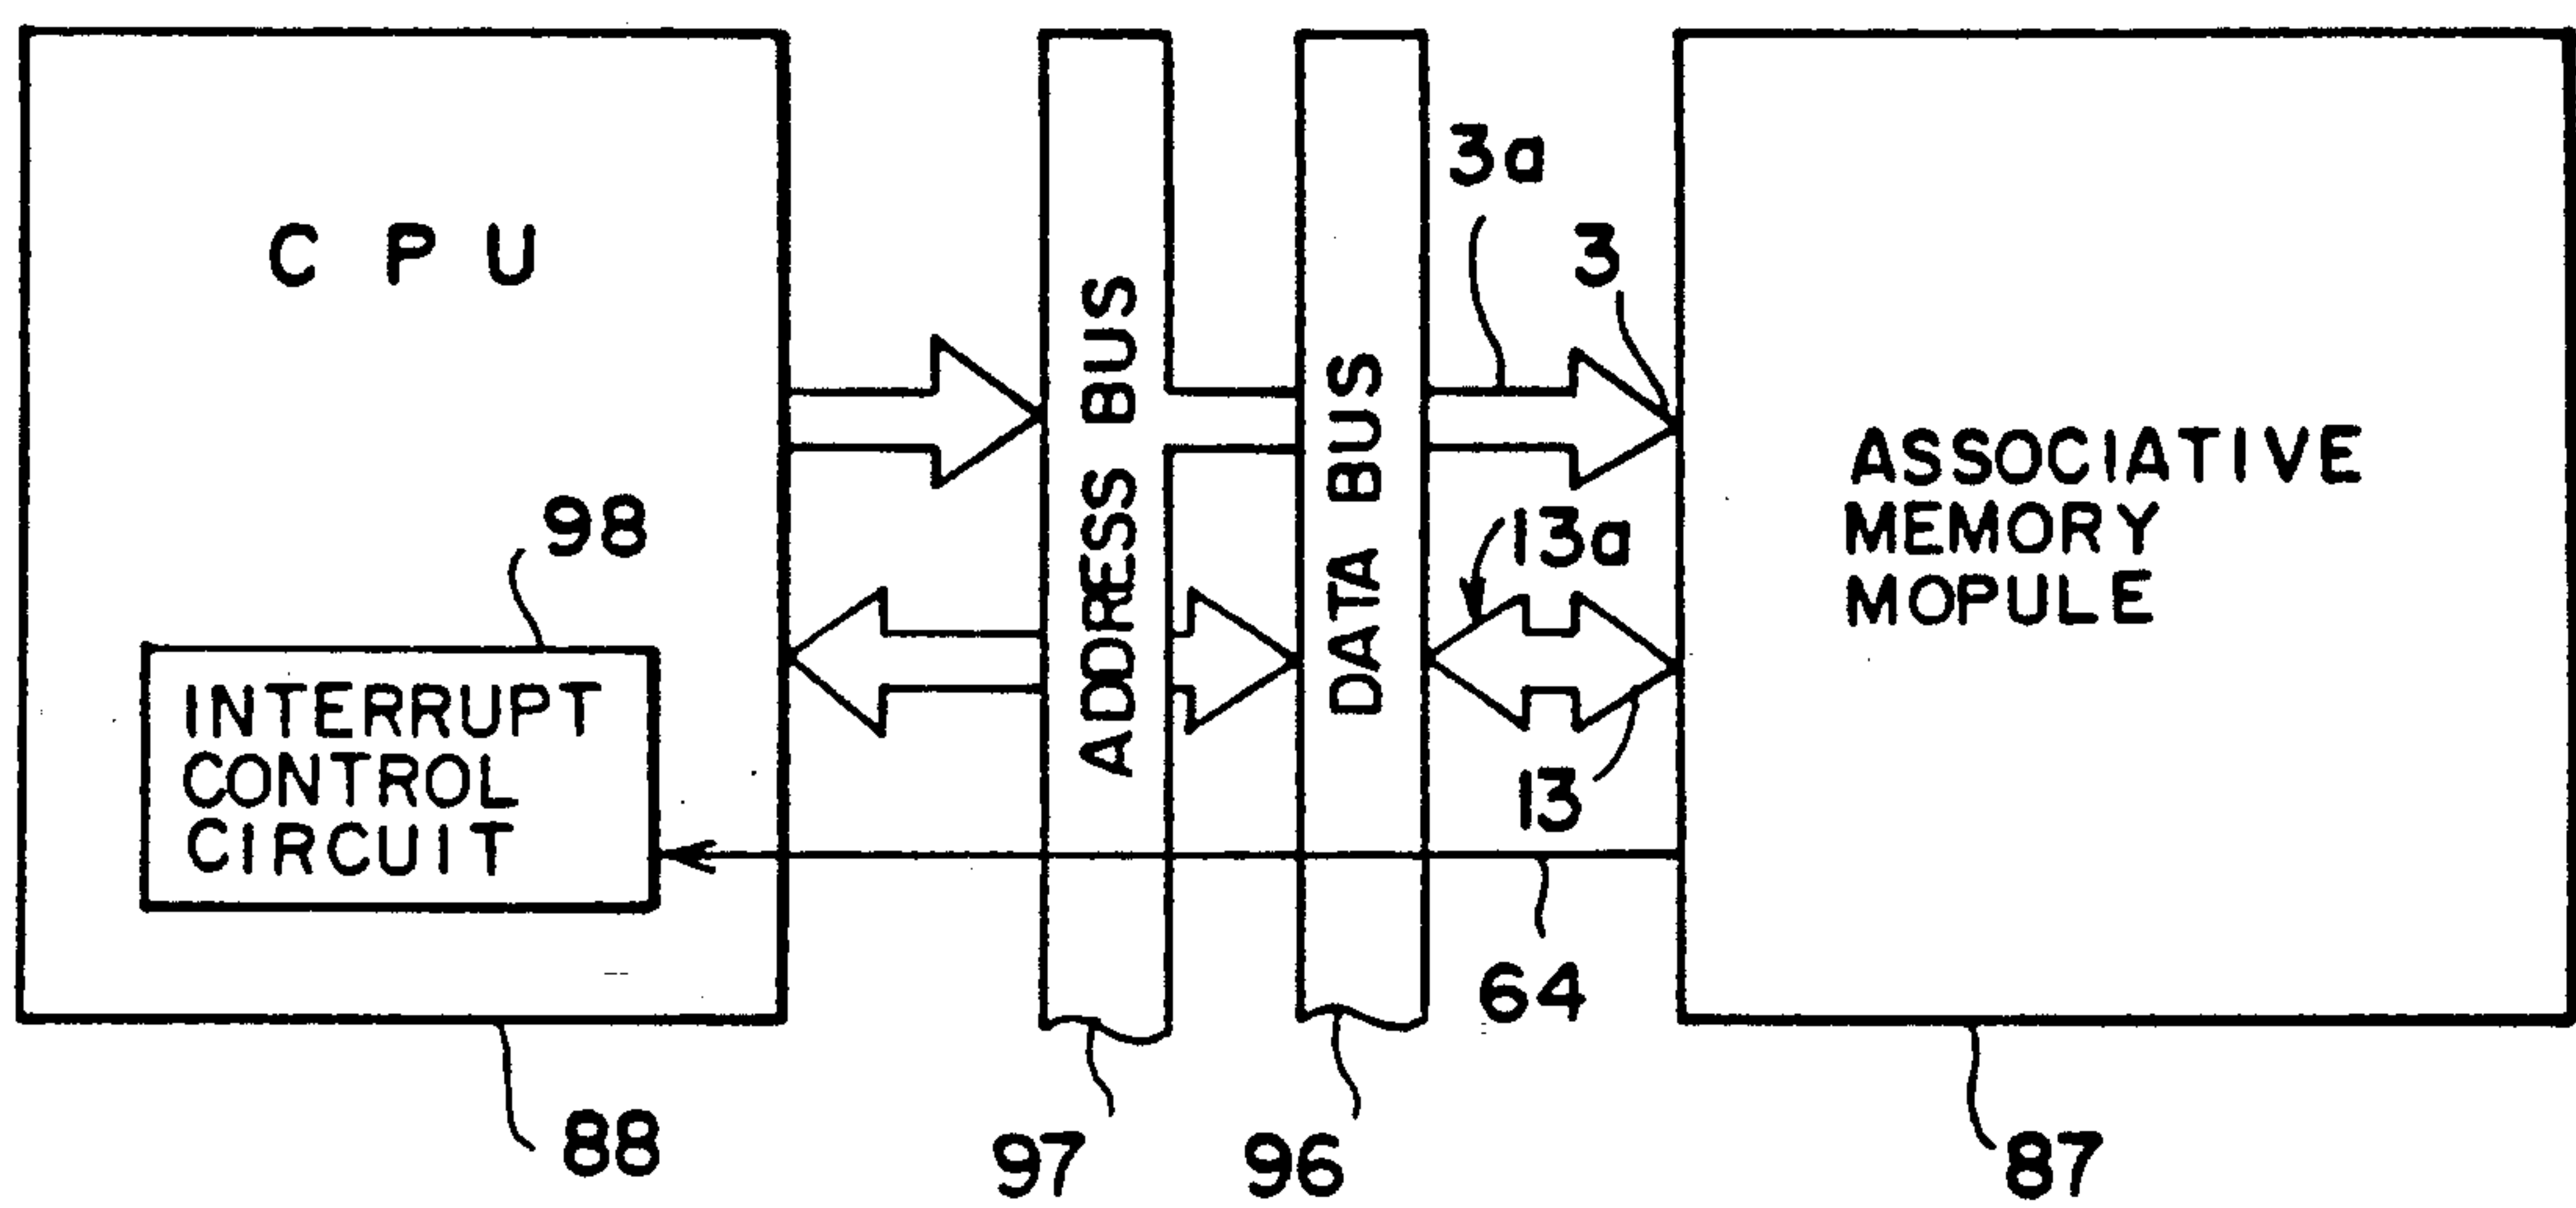 C P U
98
INTERRUPT
CONTROL
CIRCUIT
88
ADDRESS BUS
97
DATA BUS
96
3a
3
13a
13
64
ASSOCIATIVE
MEMORY
MOPULE
87